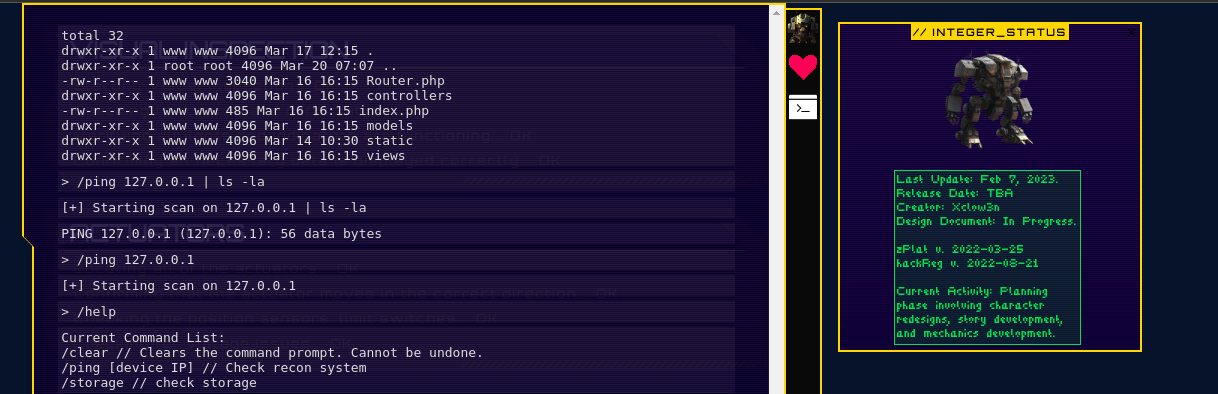 total 32
drwxr-xr-x 1 www www 4096 Mar 17 12:15 .
drwxr-xr-x 1 root root 4096 Mar 20 07:07 ..
-rw-r--r-- 1 www www 3040 Mar 16 16:15 Router.php
drwxr-xr-x 1 www www 4096 Mar 16 16:15 controllers
-rw-r--r-- 1 www www 485 Mar 16 16:15 index.php
drwxr-xr-x 1 www www 4096 Mar 16 16:15 models
drwxr-xr-x 1 www www 4096 Mar 14 10:30 static
drwxr-xr-x 1 www www 4096 Mar 16 16:15 views
> /ping 127.0.0.1 | ls -la
[+] Starting scan on 127.0.0.1 | ls -la
PING 127.0.0.1 (127.0.0.1): 56 data bytes
> /ping 127.0.0.1
[+] Starting scan on 127.0.0.1
> /help
Current Command List:
/clear // Clears the command prompt. Cannot be undone.
/ping [device IP] // Check recon system
/storage // check storage
// INTEGER_STATUS
Last Update: Feb 7, 2023.
Release Date: TBA
Creator: Xclow3n
Design Document: In Progress.
zPlat v. 2022-03-25
hackReg v. 2022-08-21
Current Activity: Planning
phase involving character
redesigns, story development,
and mechanics development.